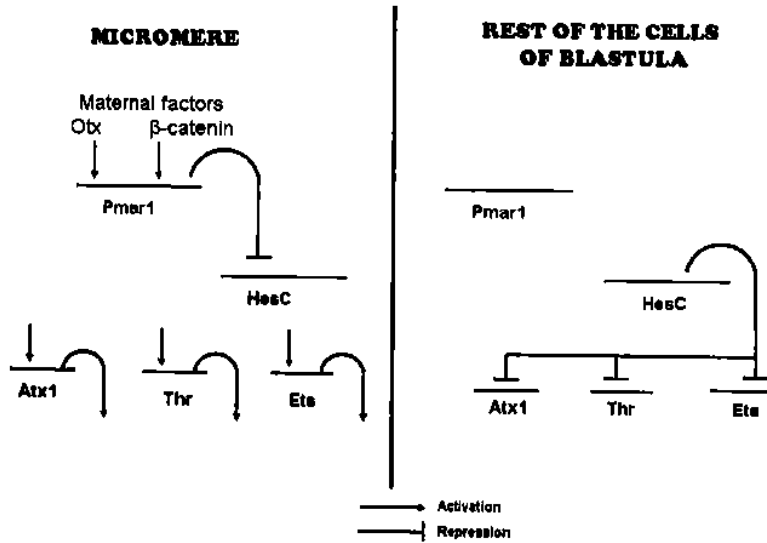 MICROMERE
Maternal factors
Otx β-catenin
Pmar1
HesC
Atx1 Thr Ets
REST OF THE CELLS
OF BLASTULA
Pmar1
HesC
Atx1 Thr Ets
Activation
Repression